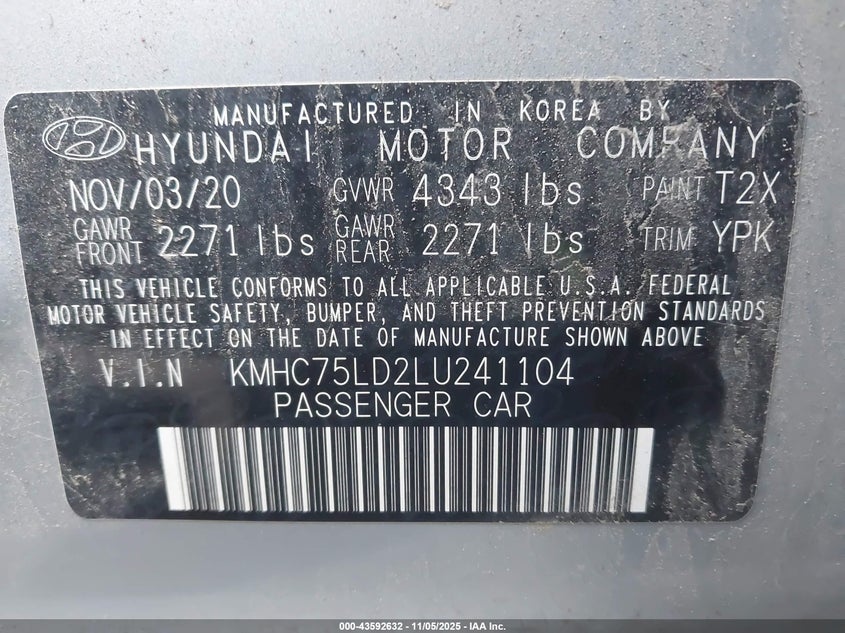 MANUFACTURED IN KOREA BY
HYUNDAI MOTOR COMPANY
NOV/03/20 GVWR 4343 lbs PAINT T2X
GAWR FRONT 2271 lbs GAWR REAR 2271 lbs TRIM YPK
THIS VEHICLE CONFORMS TO ALL APPLICABLE U.S.A. FEDERAL
MOTOR VEHICLE SAFETY, BUMPER, AND THEFT PREVENTION STANDARDS
IN EFFECT ON THE DATE OF MANUFACTURE SHOWN ABOVE
V.I.N KMHC75LD2LU241104
PASSENGER CAR
000-43592632 - 11/05/2025 - IAA Inc.